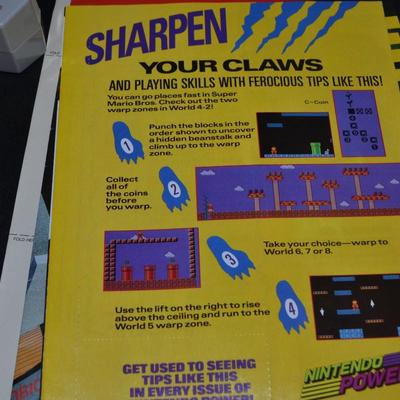 SHARPEN
YOUR CLAWS
AND PLAYING SKILLS WITH FEROCIOUS TIPS LIKE THIS!
You can go places fast in Super
Mario Bros. Check out the two
warp zones in World 4-2!
C–Coin
1
Punch the blocks in the
order shown to uncover
a hidden beanstalk and
climb up to the warp
zone.
Collect
all of
the coins
before
you warp.
2
3
Take your choice—warp to
World 6, 7 or 8.
Use the lift on the right to rise
above the ceiling and run to the
World 5 warp zone.
4
GET USED TO SEEING
TIPS LIKE THIS
IN EVERY ISSUE OF
NINTENDO POWER!
NINTENDO
POWER
FOLD